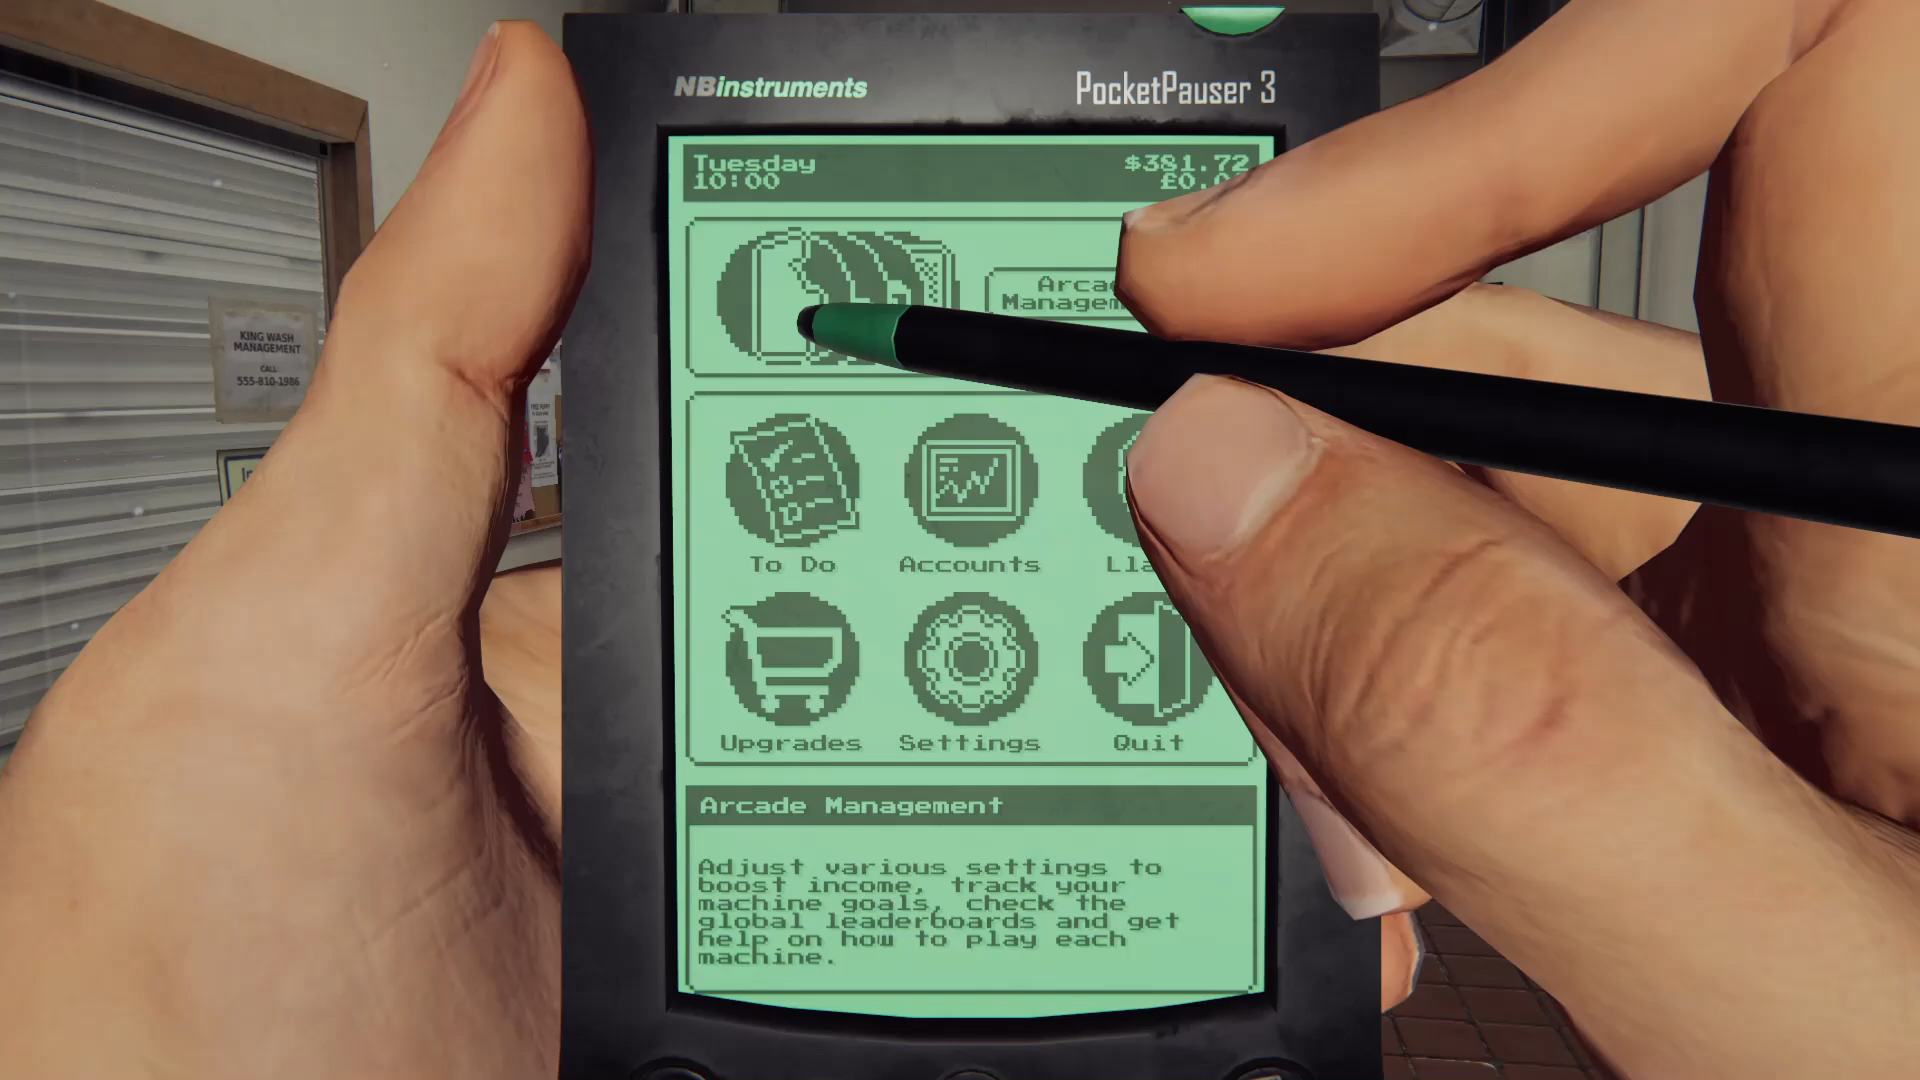 NBinstruments
PocketPauser 3
Tuesday
$381.72
10:00
Arcade Management
KING WASH
MANAGEMENT
CALL:
555-810-1986
To Do
Accounts
Upgrades
Settings
Quit
Arcade Management
Adjust various settings to
boost income, track your
machine goals, check the
global leaderboards and get
help on how to play each
machine.